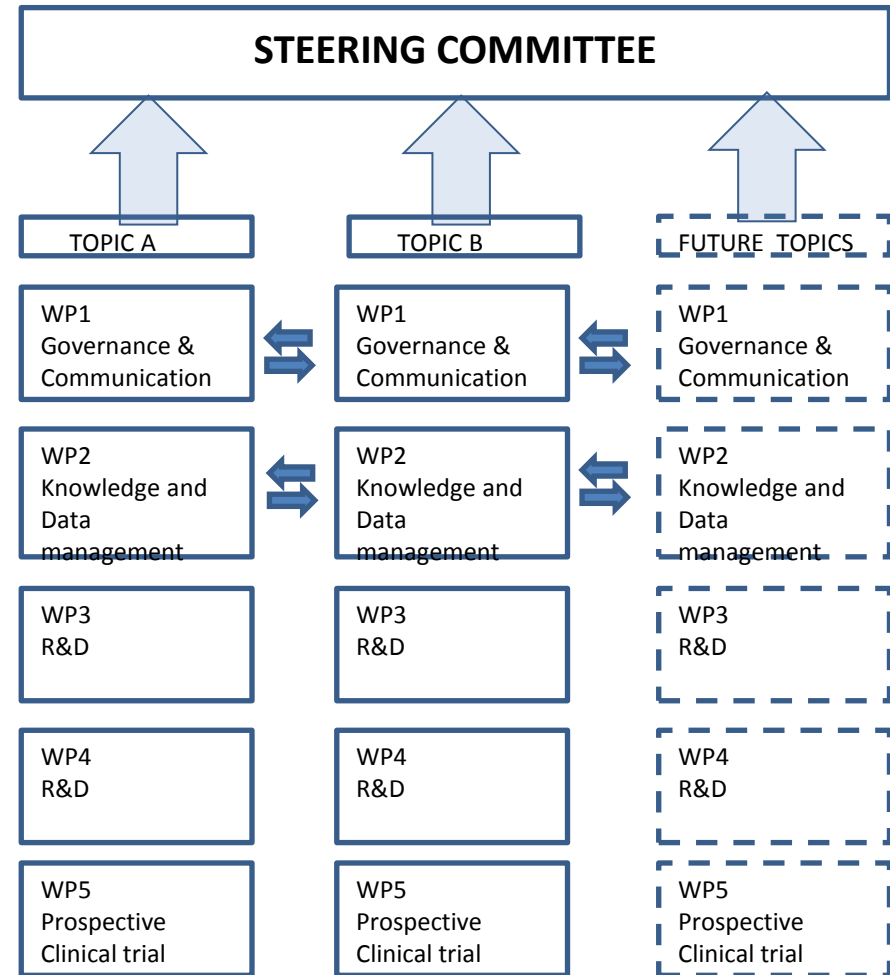 STEERING COMMITTEE
TOPIC A
TOPIC B
FUTURE TOPICS
WP1
Governance &
Communication
WP1
Governance &
Communication
WP1
Governance &
Communication
WP2
Knowledge and
Data
management
WP2
Knowledge and
Data
management
WP2
Knowledge and
Data
management
WP3
R&D
WP3
R&D
WP3
R&D
WP4
R&D
WP4
R&D
WP4
R&D
WP5
Prospective
Clinical trial
WP5
Prospective
Clinical trial
WP5
Prospective
Clinical trial